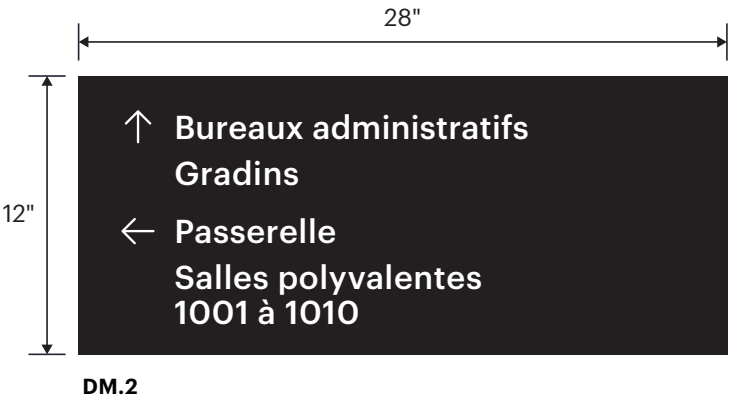 28"
12"
↑ Bureaux administratifs
Gradins
← Passerelle
Salles polyvalentes
1001 à 1010
DM.2